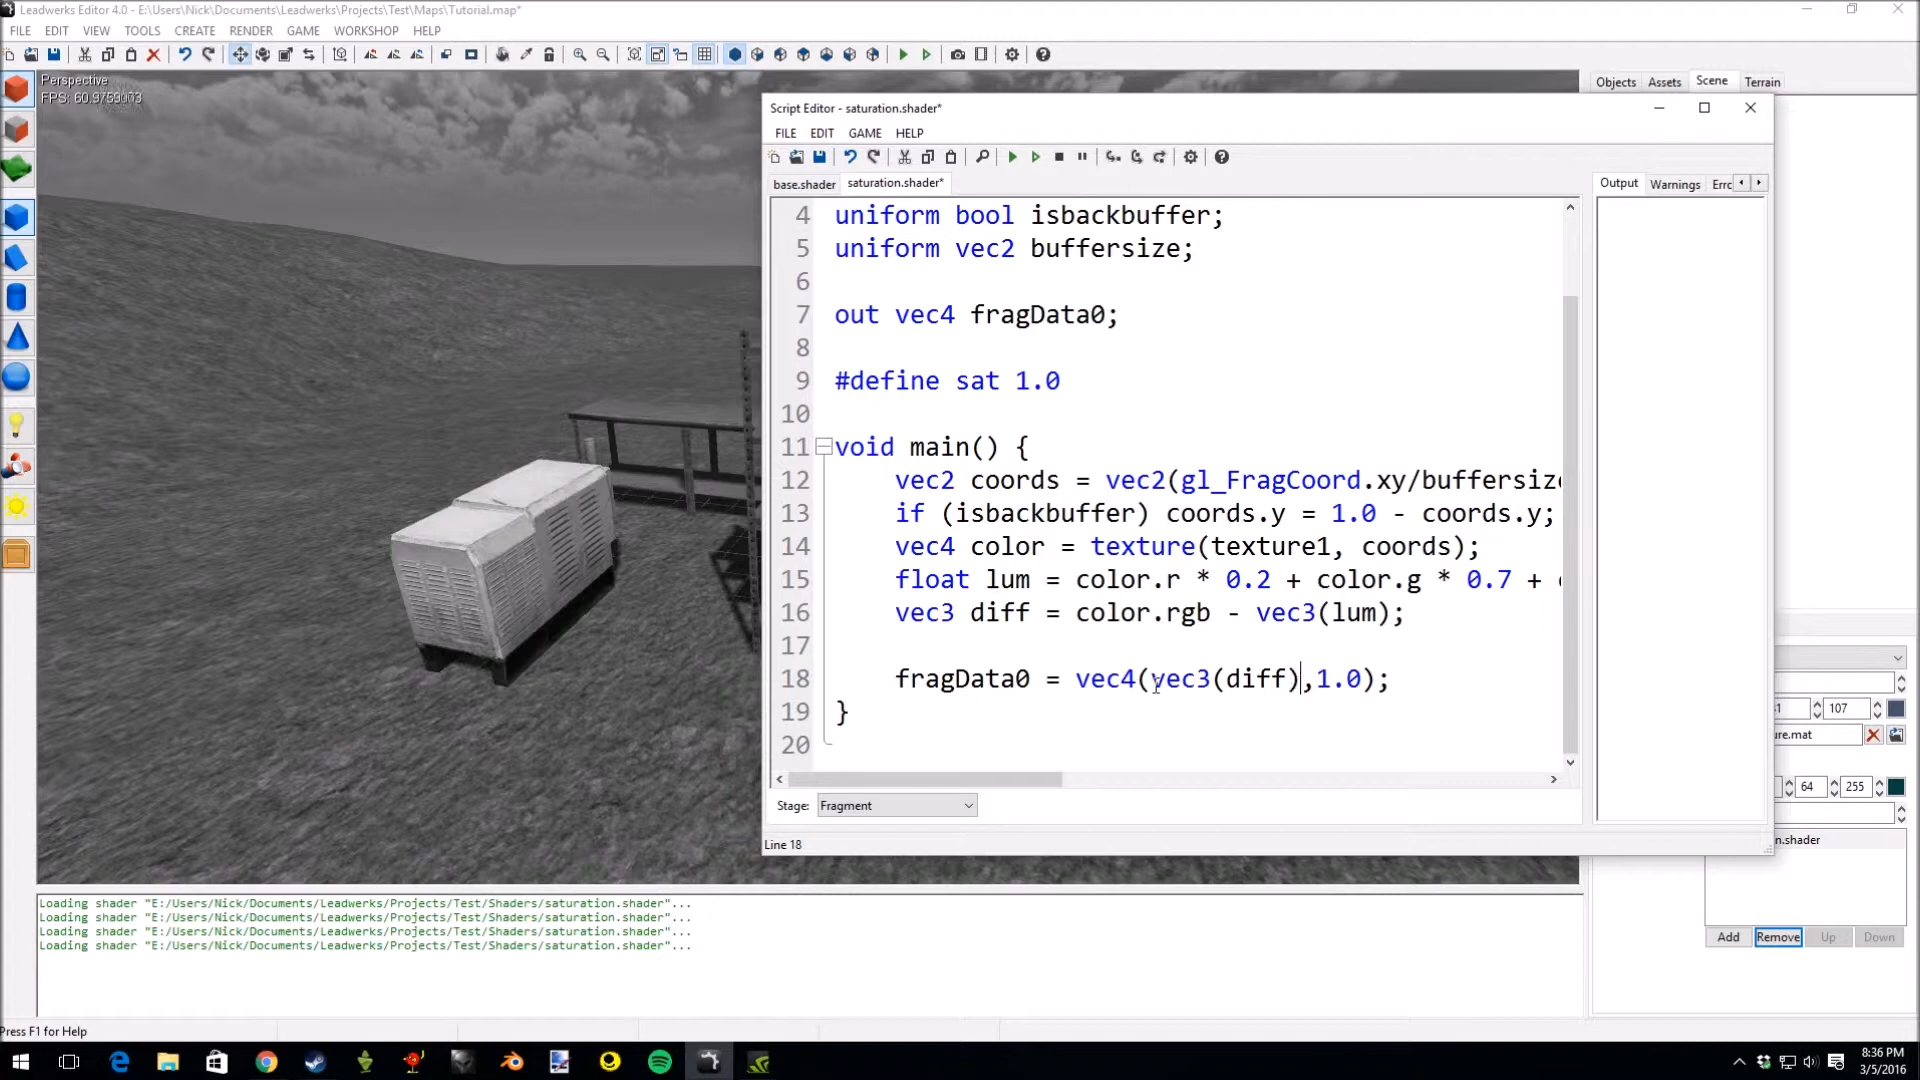 Leadwerks Editor 4.0 - E:\Users\Nick\Documents\Leadwerks\Projects\Test\Maps\Tutorial.map*
FILE EDIT VIEW TOOLS CREATE RENDER GAME WORKSHOP HELP
Perspective
Objects Assets Scene Terrain
Script Editor - saturation.shader*
FILE EDIT GAME HELP
base.shader saturation.shader*
Output Warnings Erro
4 uniform bool isbackbuffer;
5 uniform vec2 buffersize;
6
7 out vec4 fragData0;
8
9 #define sat 1.0
10
11 void main() {
12 vec2 coords = vec2(gl_FragCoord.xy/buffersize
13 if (isbackbuffer) coords.y = 1.0 - coords.y;
14 vec4 color = texture(texture1, coords);
15 float lum = color.r * 0.2 + color.g * 0.7 +
16 vec3 diff = color.rgb - vec3(lum);
17
18 fragData0 = vec4(vec3(diff),1.0);
19 }
20
Stage: Fragment
Line 18
107
ure.mat
64 255
n.shader
Add Remove Up Down
Loading shader "E:/Users/Nick/Documents/Leadwerks/Projects/Test/Shaders/saturation.shader"...
Loading shader "E:/Users/Nick/Documents/Leadwerks/Projects/Test/Shaders/saturation.shader"...
Loading shader "E:/Users/Nick/Documents/Leadwerks/Projects/Test/Shaders/saturation.shader"...
Loading shader "E:/Users/Nick/Documents/Leadwerks/Projects/Test/Shaders/saturation.shader"...
Press F1 for Help
8:36 PM
3/5/2016